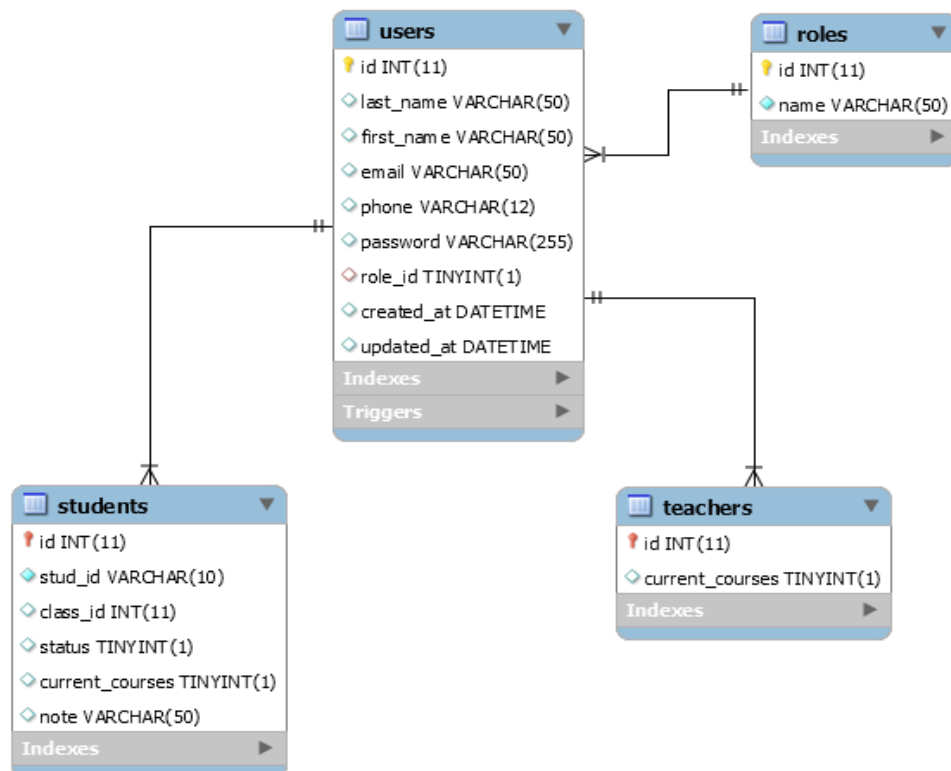 users
id INT(11)
last_name VARCHAR(50)
first_name VARCHAR(50)
email VARCHAR(50)
phone VARCHAR(12)
password VARCHAR(255)
role_id TINYINT(1)
created_at DATETIME
updated_at DATETIME
Indexes
Triggers
roles
id INT(11)
name VARCHAR(50)
Indexes
students
id INT(11)
stud_id VARCHAR(10)
class_id INT(11)
status TINYINT(1)
current_courses TINYINT(1)
note VARCHAR(50)
Indexes
teachers
id INT(11)
current_courses TINYINT(1)
Indexes